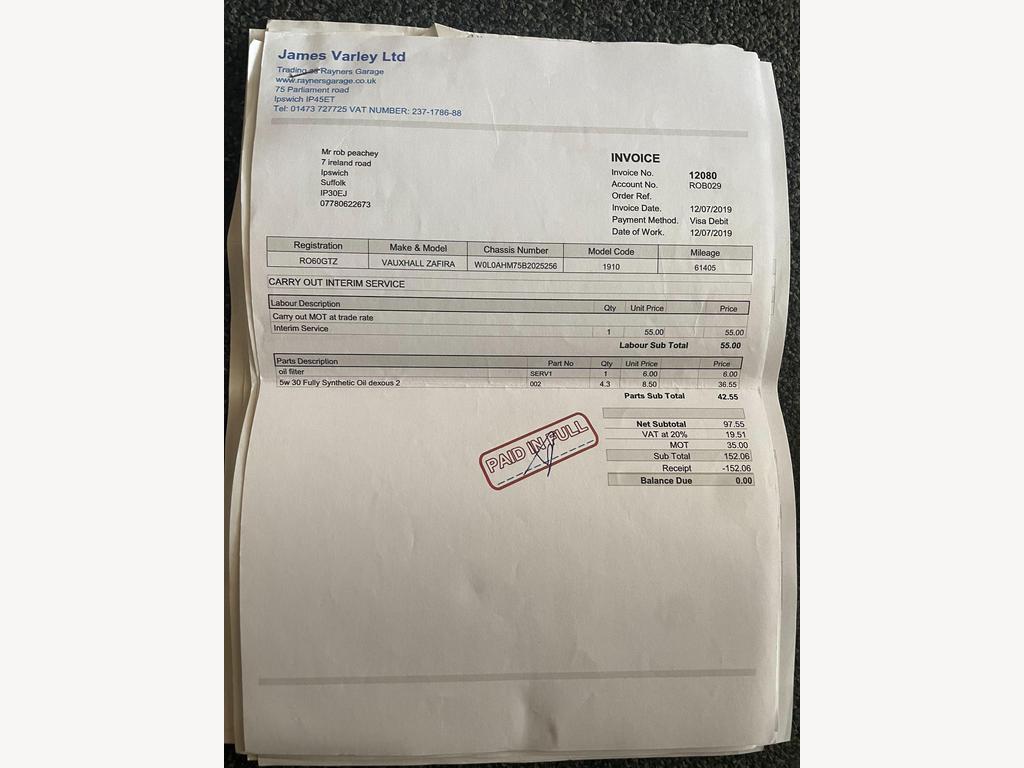 James Varley Ltd
Trading as Rayners Garage
www.raynersgarage.co.uk
75 Parliament road
Ipswich IP45ET
Tel: 01473 727725 VAT NUMBER: 237-1786-88
Mr rob peachey
7 ireland road
Ipswich
Suffolk
IP30EJ
07780622673
INVOICE
Invoice No. 12080
Account No. ROB029
Order Ref.
Invoice Date. 12/07/2019
Payment Method. Visa Debit
Date of Work. 12/07/2019
Registration Make & Model Chassis Number Model Code Mileage
RO60GTZ VAUXHALL ZAFIRA W0L0AHM75B2025256 1910 61405
CARRY OUT INTERIM SERVICE
Labour Description Qty Unit Price Price
Carry out MOT at trade rate
Interim Service 1 55.00 55.00
Labour Sub Total 55.00
Parts Description Part No Qty Unit Price Price
oil filter SERV1 1 6.00 6.00
5w 30 Fully Synthetic Oil dexous 2 002 4.3 8.50 36.55
Parts Sub Total 42.55
Net Subtotal 97.55
VAT at 20% 19.51
MOT 35.00
Sub Total 152.06
Receipt -152.06
Balance Due 0.00
PAID IN FULL